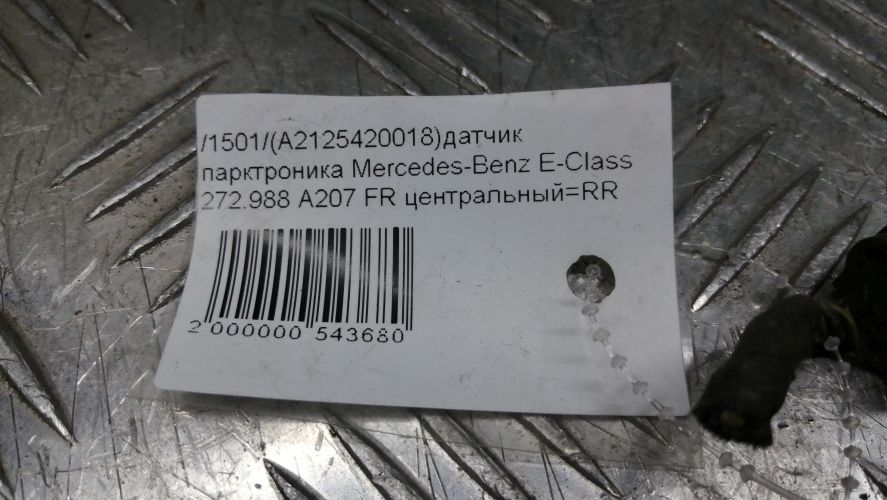 /1501/(A2125420018)датчик
парктроника Mercedes-Benz E-Class
272.988 A207 FR центральный=RR
2 000000 543680